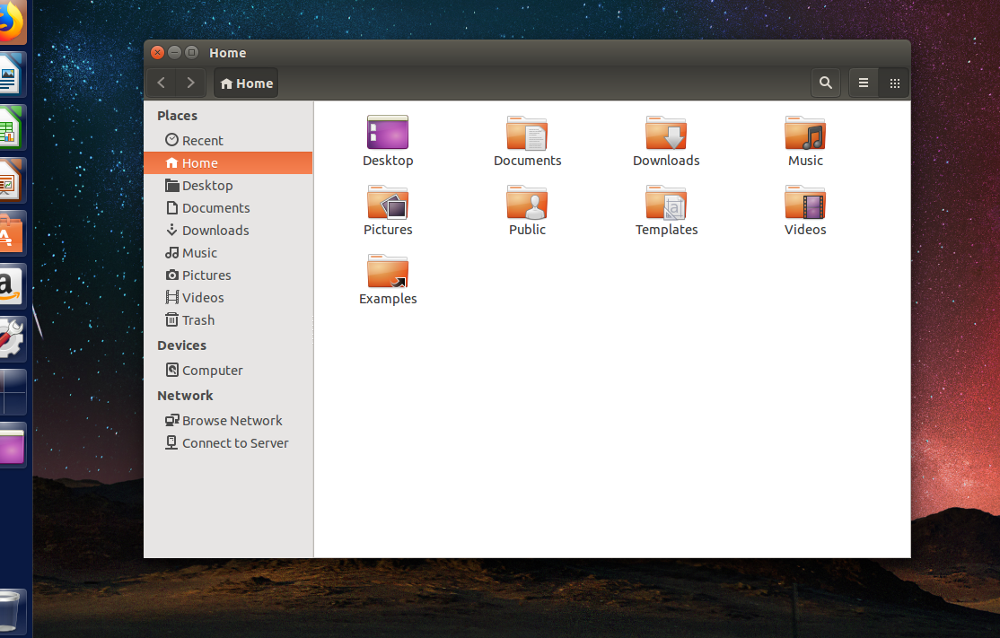 Home
Home
Places
Recent
Home
Desktop
Documents
Downloads
Music
Pictures
Videos
Trash
Devices
Computer
Network
Browse Network
Connect to Server
Desktop
Documents
Downloads
Music
Pictures
Public
Templates
Videos
Examples